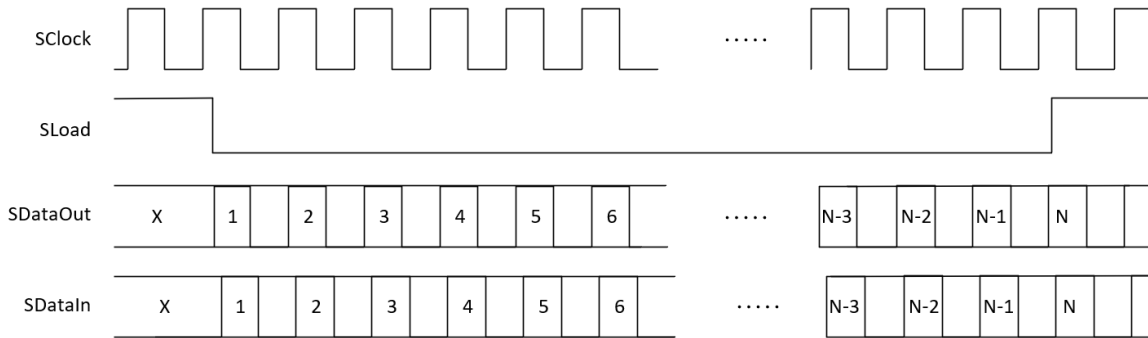 SClock .....
SLoad
SDataOut X 1 2 3 4 5 6 ..... N-3 N-2 N-1 N
SDataIn X 1 2 3 4 5 6 ..... N-3 N-2 N-1 N